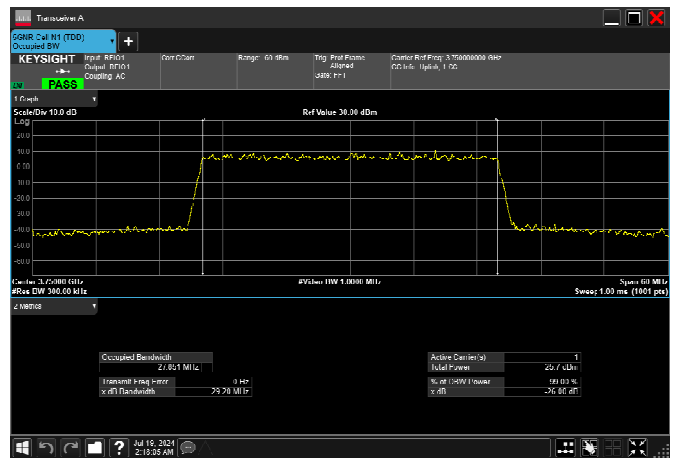 Transceiver A
5GNR Cell N1 (TDD)
Occupied BW
+
KEYSIGHT
Input: RFIO1
Output: RFIO1
Coupling: AC
Corr CCorr
Range: 60 dBm
Trig: Prd Frame
Aligned
Gate: FFT
Carrier Ref Freq: 3.750000000 GHz
CC Info: Uplink, 1 CC
PASS
1 Graph
Scale/Div 10.0 dB
Ref Value 30.00 dBm
Log
20.0
10.0
0.00
-20.0
-40.0
-50.0
-60.0
Center 3.75000 GHz
#Video BW 1.0000 MHz
Span 60 MHz
#Res BW 300.00 kHz
Sweep 1.00 ms (1001 pts)
2 Metrics
Occupied Bandwidth
27.851 MHz
Active Carrier(s) 1
Total Power 25.7 dBm
Transmit Freq Error 0 Hz
x dB Bandwidth 29.20 MHz
% of OBW Power 99.00 %
x dB -26.00 dB
?
Jul 19, 2024
2:18:05 AM